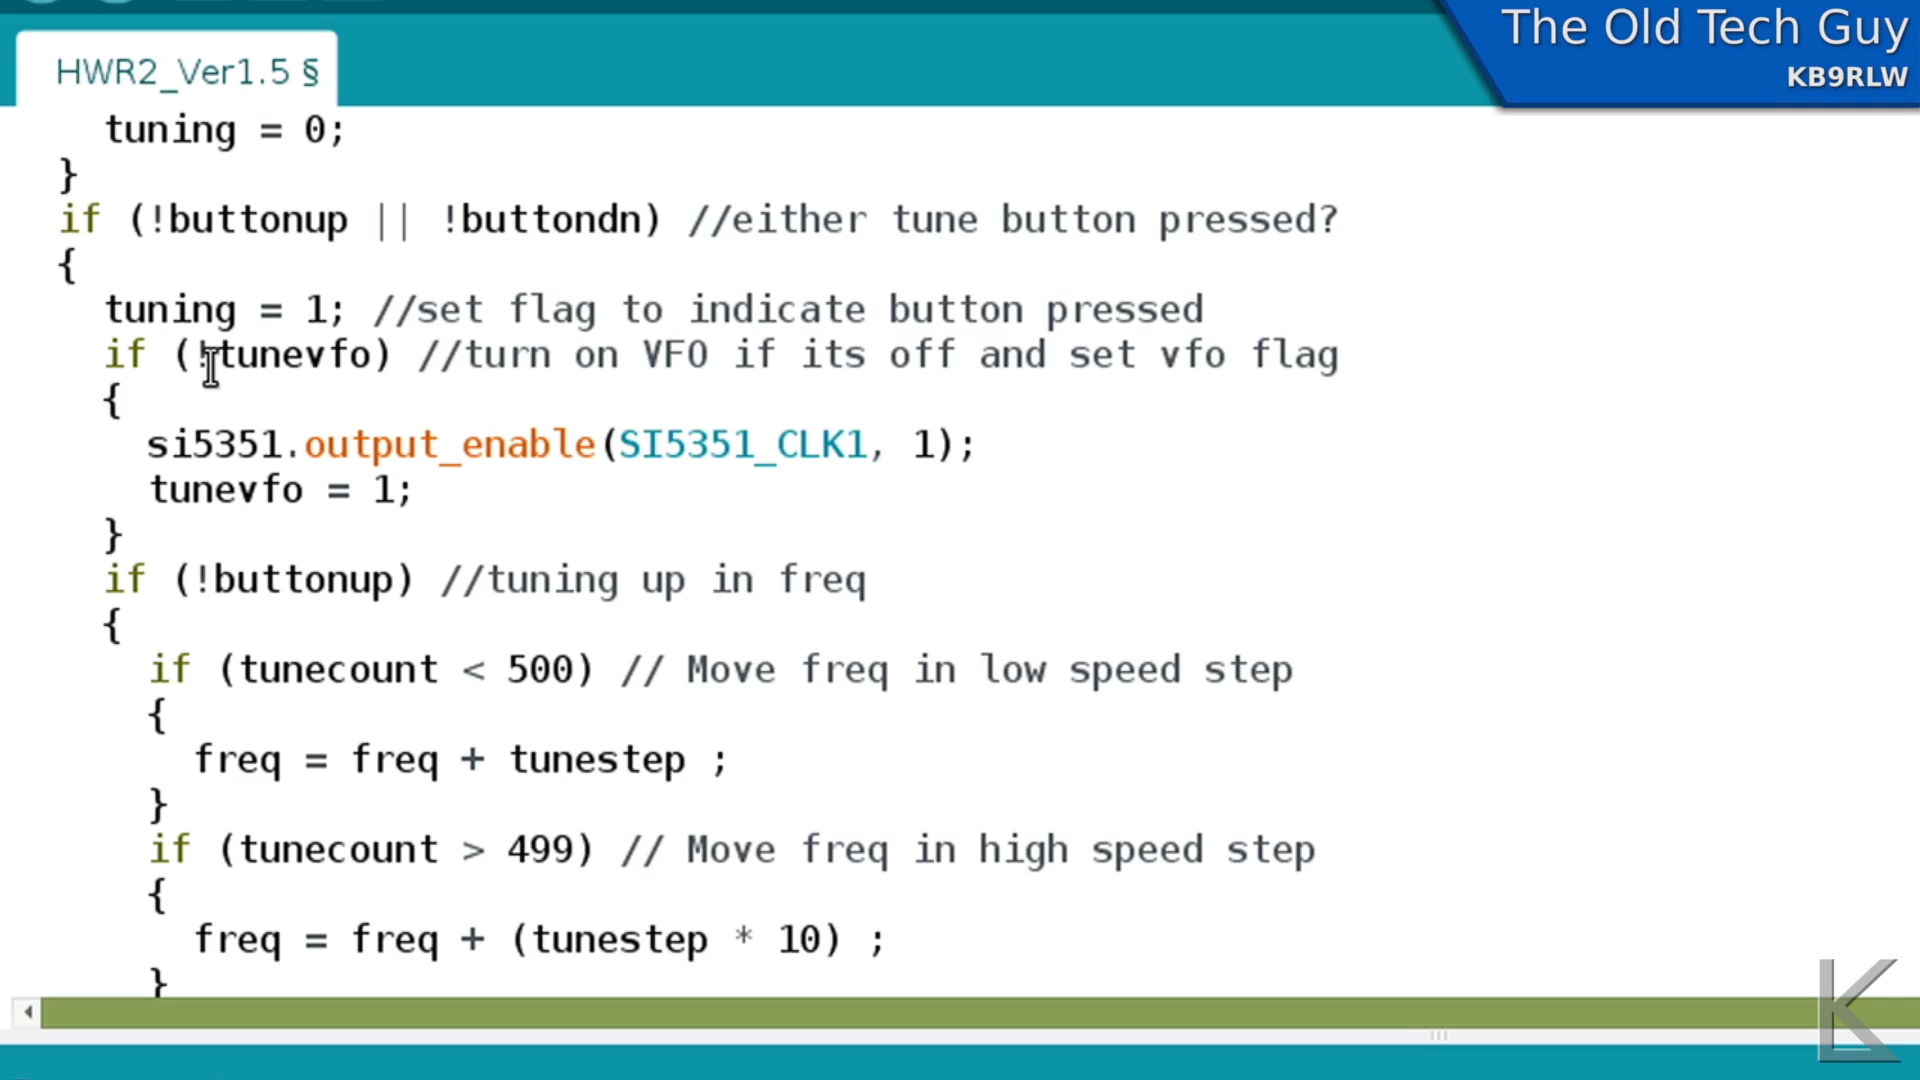 The Old Tech Guy
KB9RLW
HWR2_Ver1.5 §
tuning = 0;
}
if (!buttonup || !buttondn) //either tune button pressed?
{
tuning = 1; //set flag to indicate button pressed
if (!tunevfo) //turn on VFO if its off and set vfo flag
{
si5351.output_enable(SI5351_CLK1, 1);
tunevfo = 1;
}
if (!buttonup) //tuning up in freq
{
if (tunecount < 500) // Move freq in low speed step
{
freq = freq + tunestep ;
}
if (tunecount > 499) // Move freq in high speed step
{
freq = freq + (tunestep * 10) ;
}
K